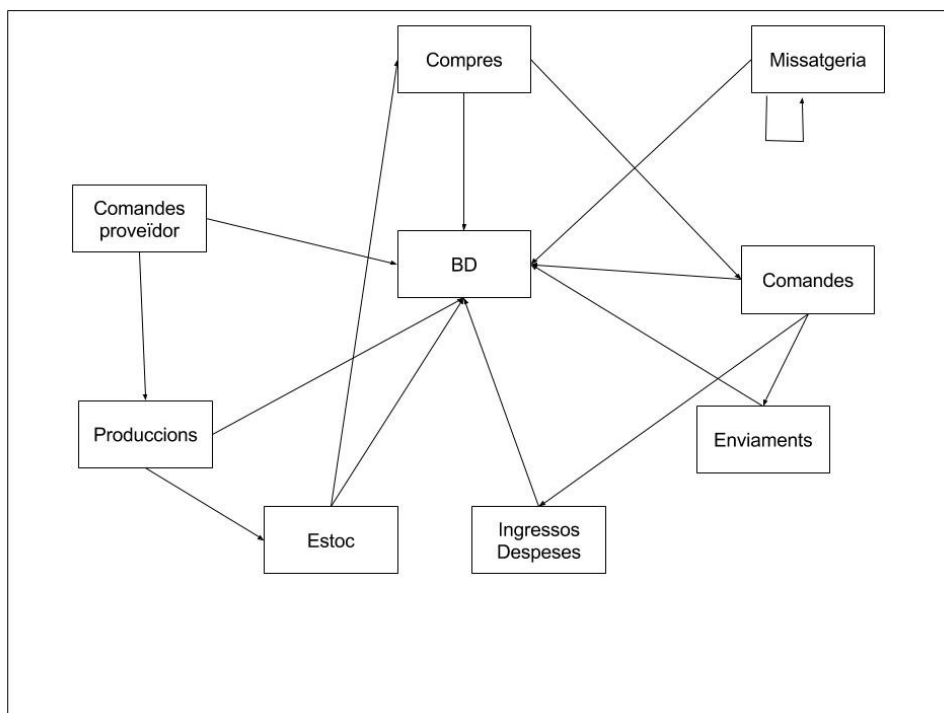 Compres
Missatgeria
Comandes
proveïdor
BD
Comandes
Produccions
Enviaments
Estoc
Ingressos
Despeses